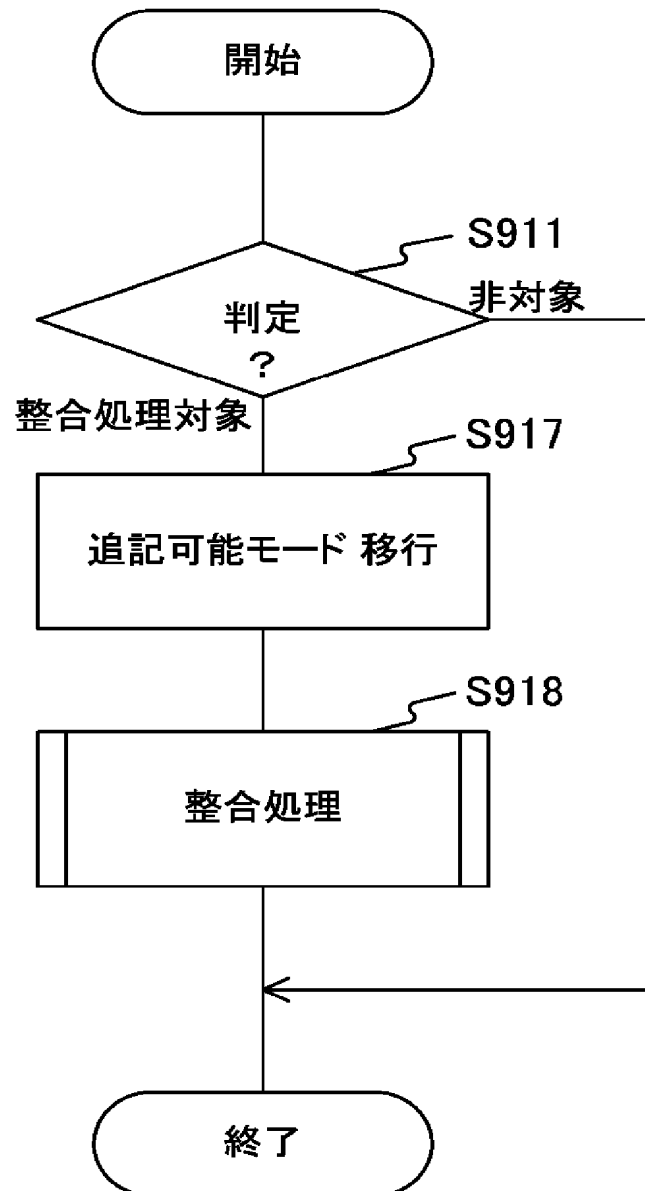 開始
S911
非対象
判定
?
整合処理対象
S917
追記可能モード 移行
S918
整合処理
終了